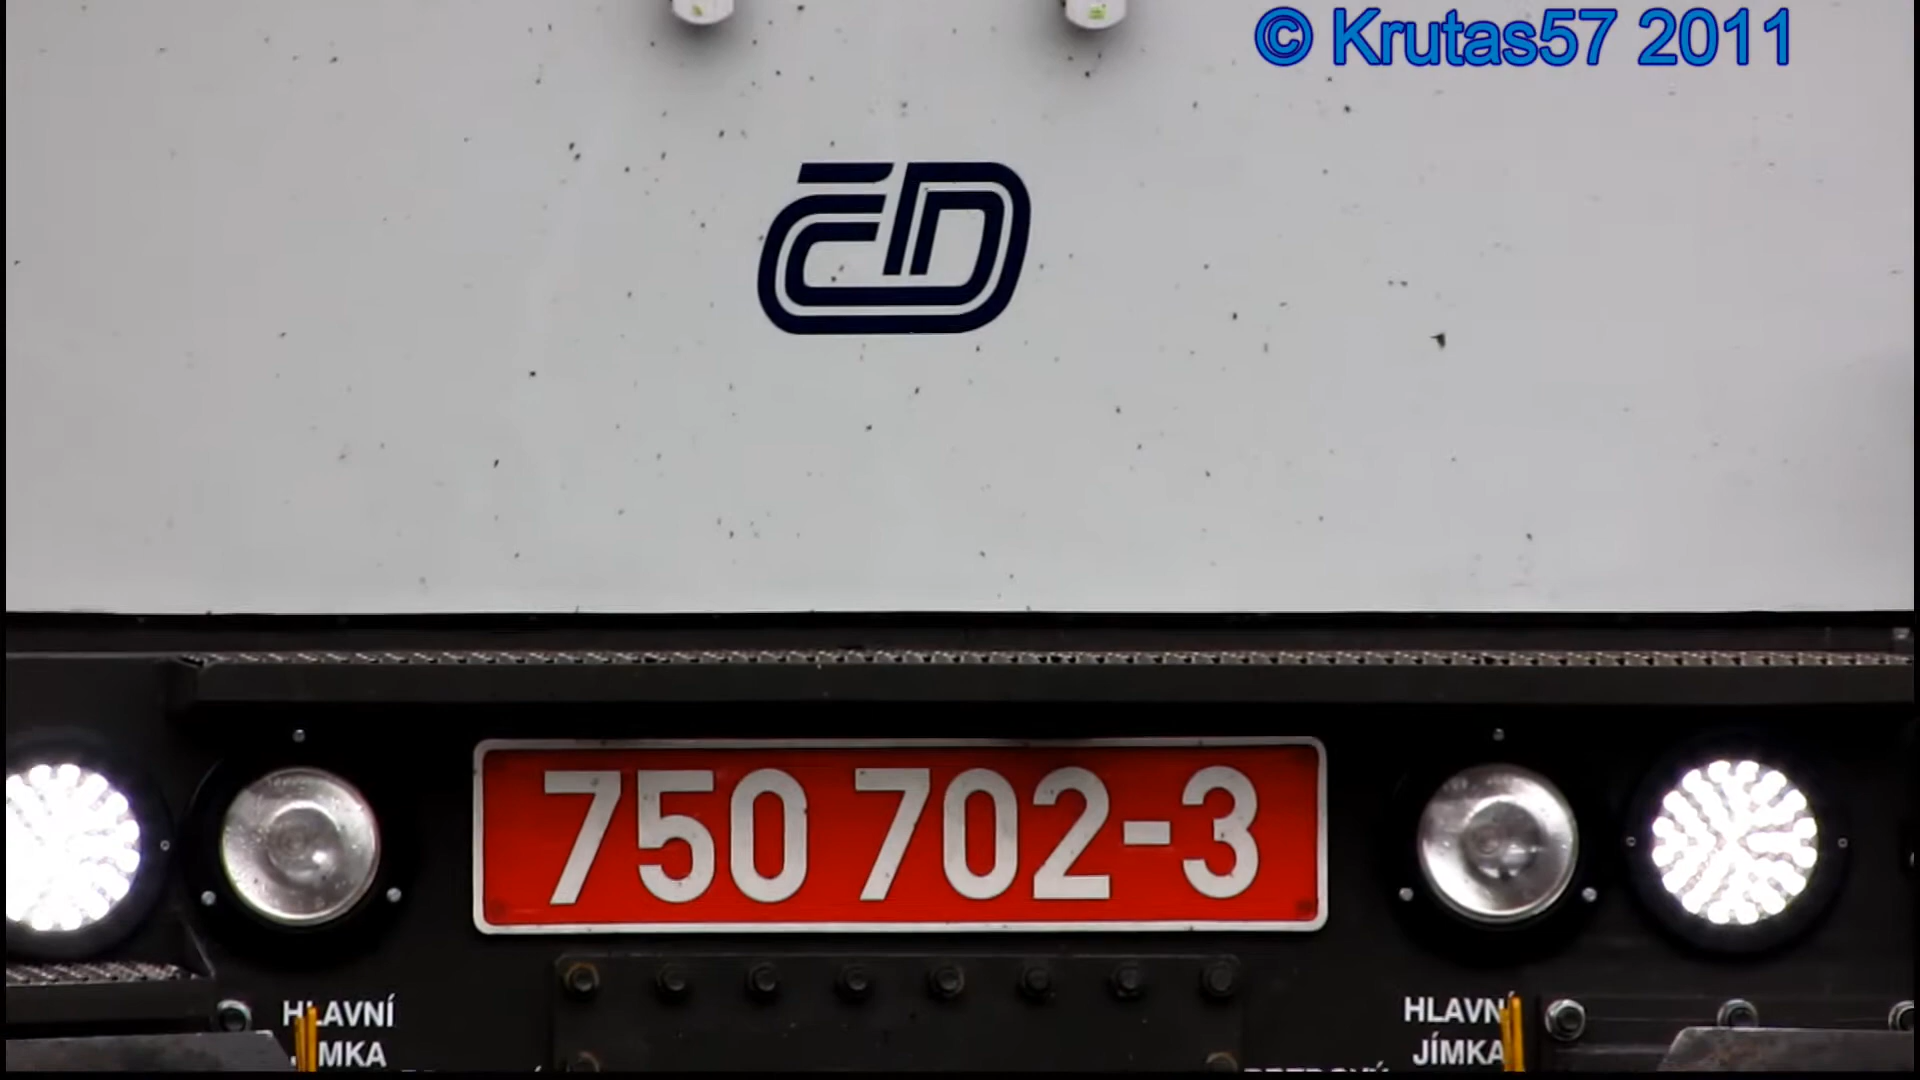 © Krutas57 2011
ČD
750 702-3
HLAVNÍ
JÍMKA
HLAVNÍ
JÍMKA